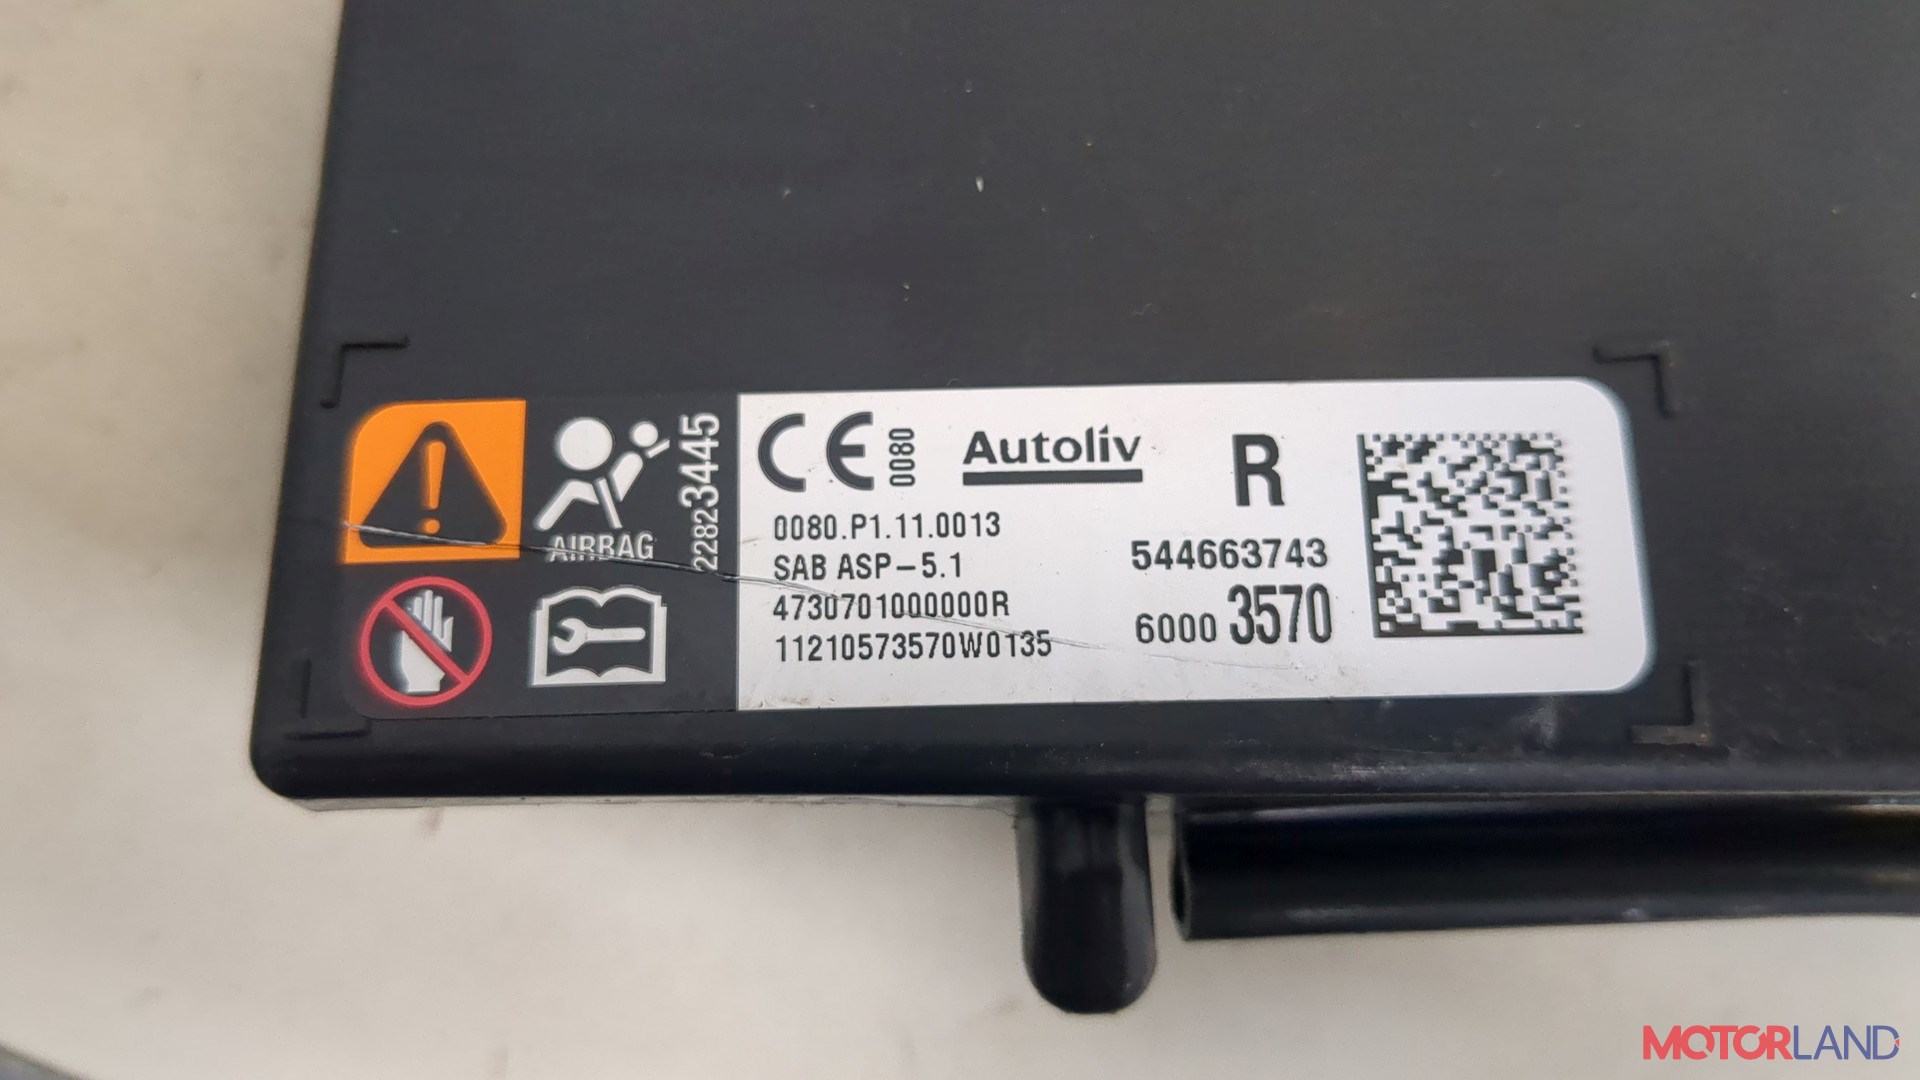 AIRBAG
22823445
CE 0080
Autoliv
R
0080.P1.11.0013
SAB ASP-5.1
4730701000000R
11210573570W0135
544663743
6000 3570
MOTORLAND